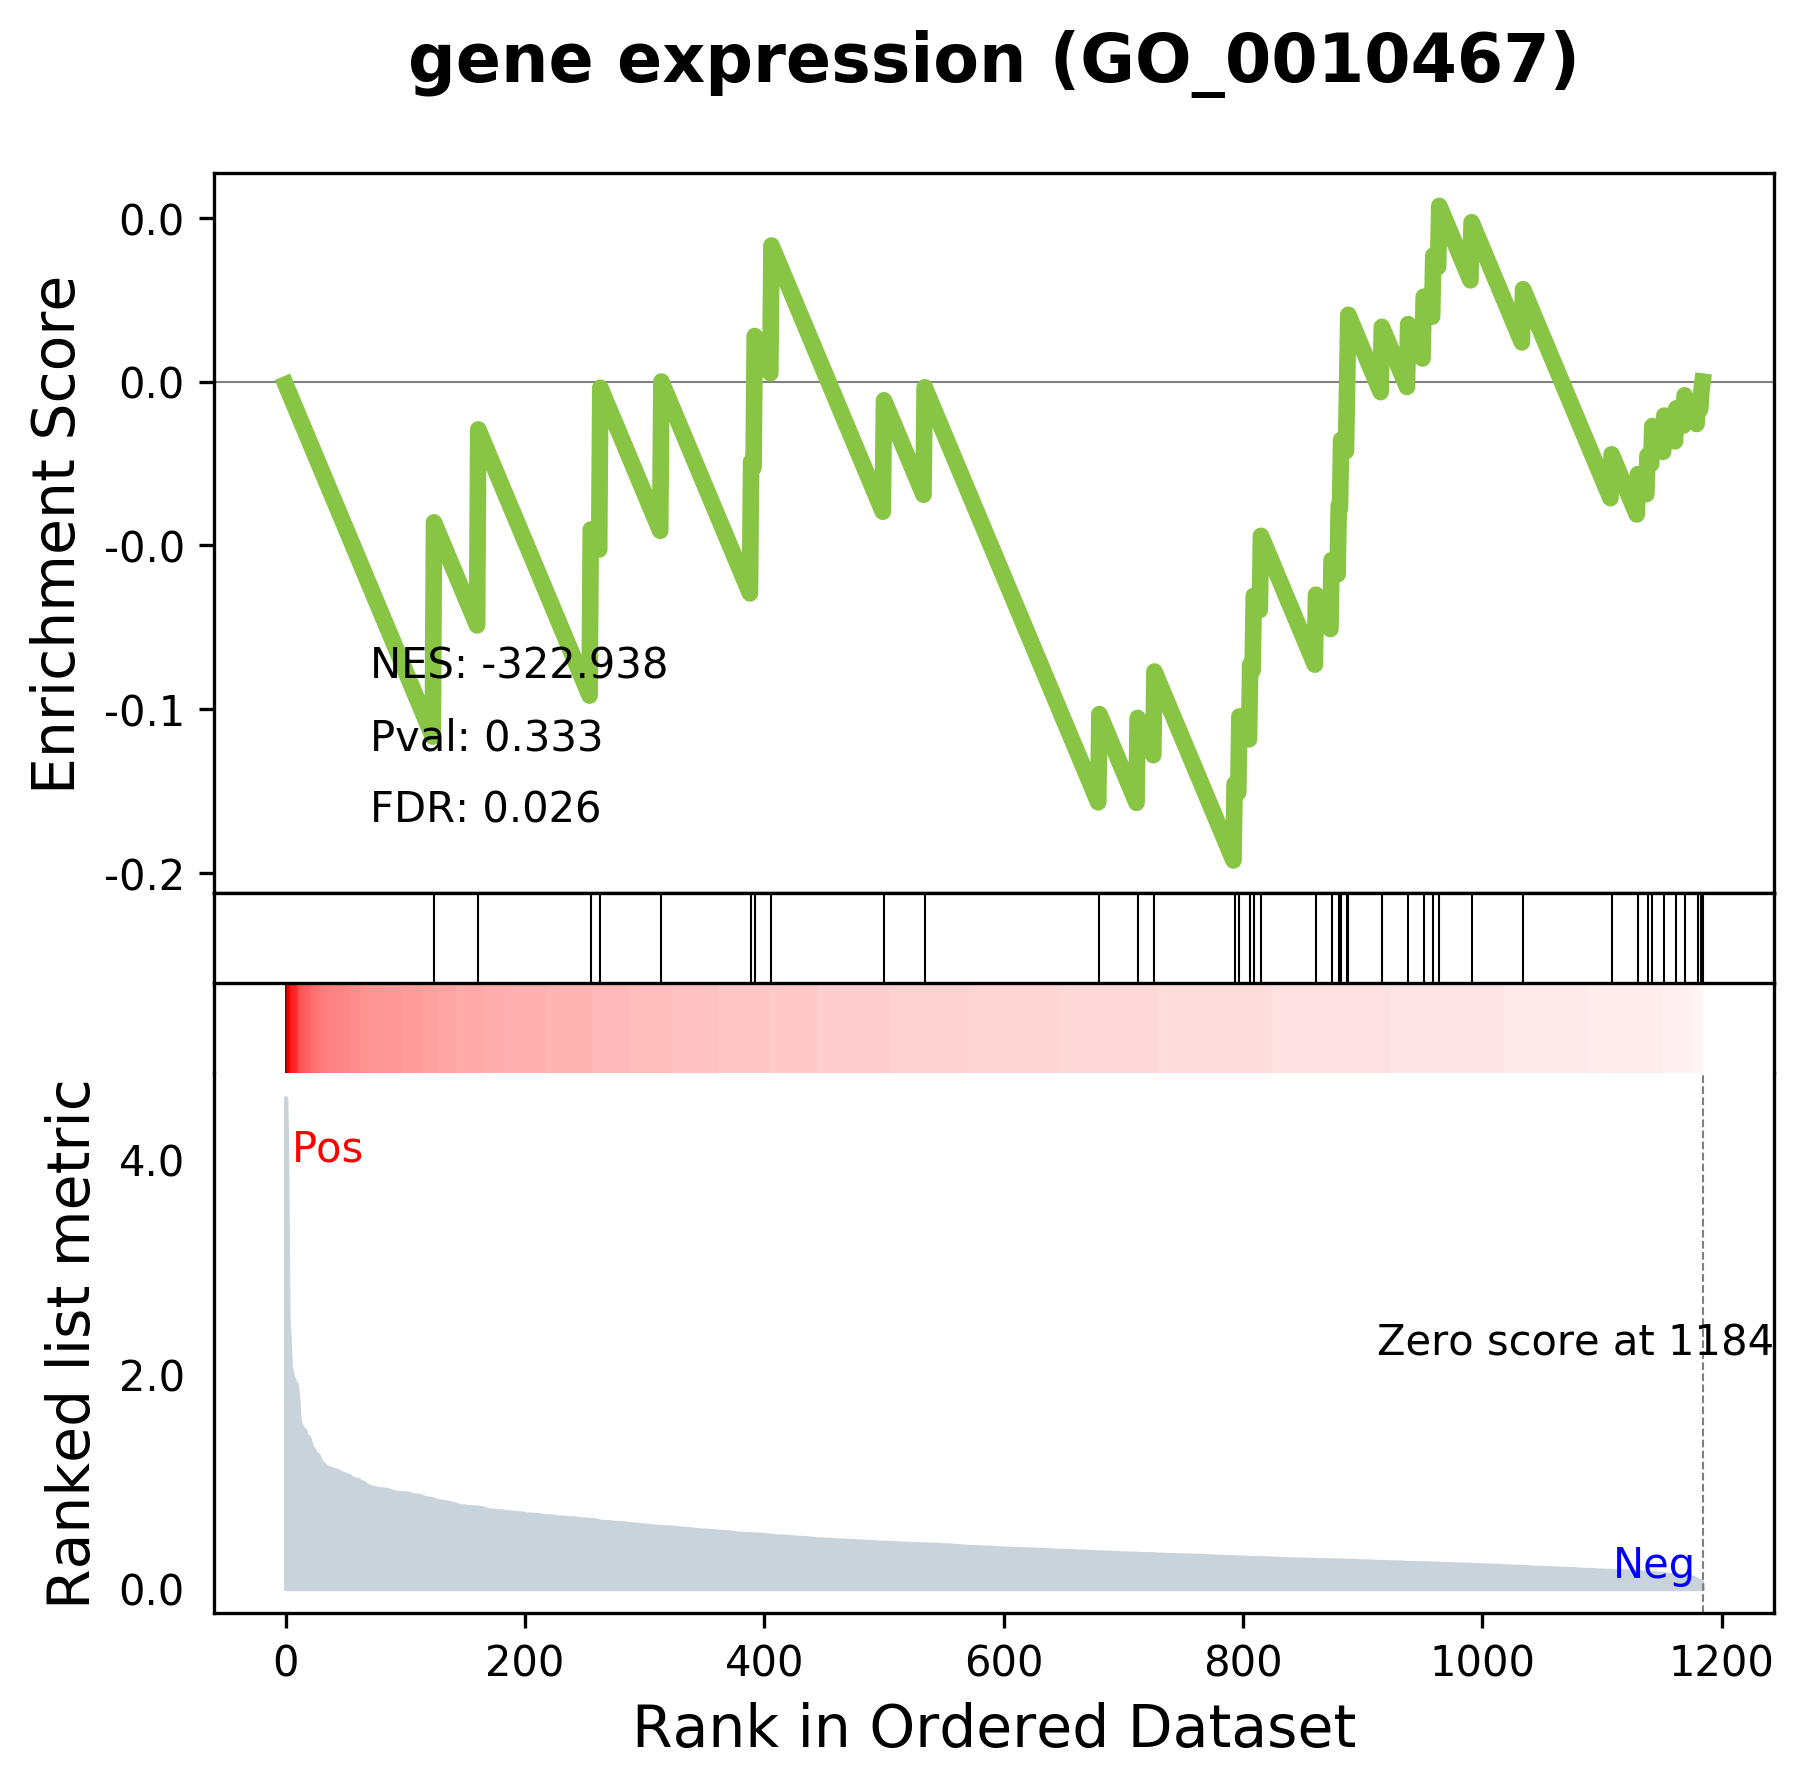 gene expression (GO_0010467)
Enrichment Score
0.0
0.0
-0.0
-0.1
-0.2
NES: -322.938
Pval: 0.333
FDR: 0.026
Ranked list metric
4.0
2.0
0.0
Pos
Zero score at 1184
Neg
0 200 400 600 800 1000 1200
Rank in Ordered Dataset